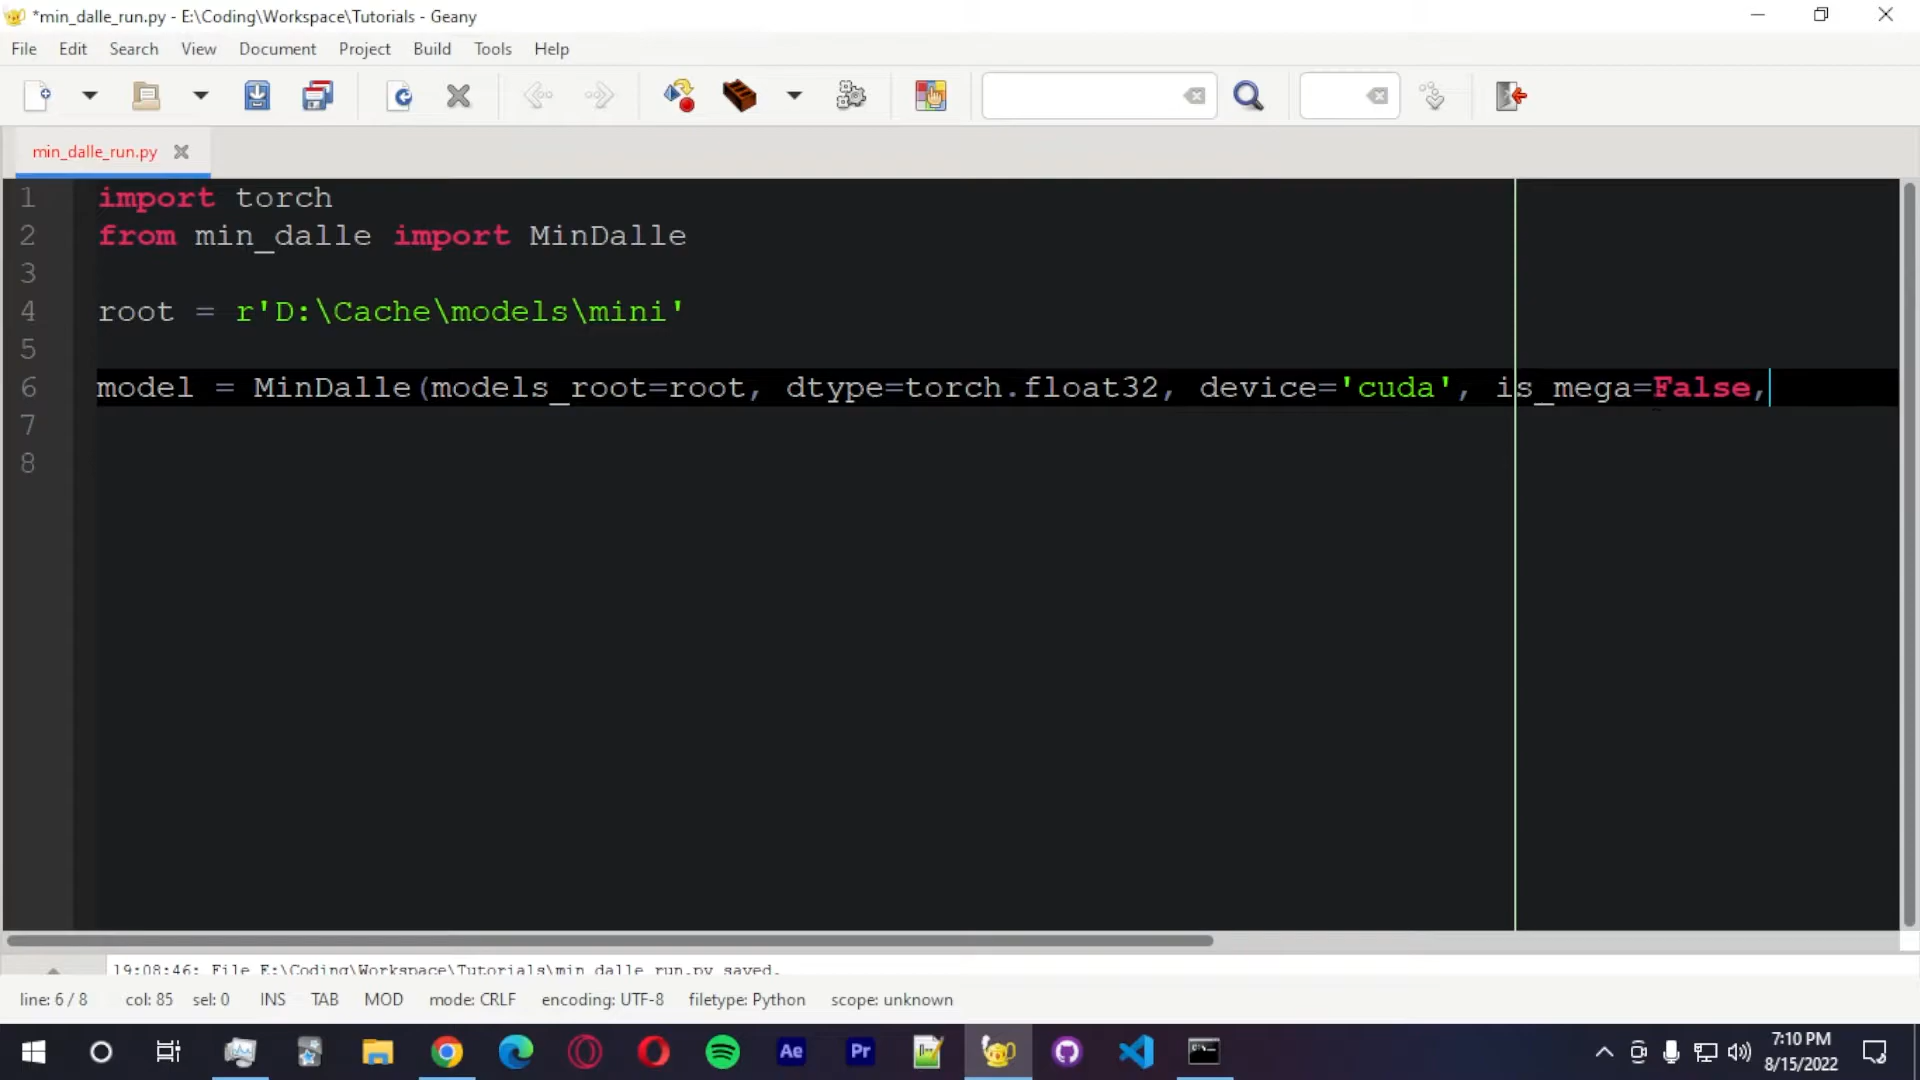 *min_dalle_run.py - E:\Coding\Workspace\Tutorials - Geany
File Edit Search View Document Project Build Tools Help
min_dalle_run.py
1 import torch
2 from min_dalle import MinDalle
3
4 root = r'D:\Cache\models\mini'
5
6 model = MinDalle(models_root=root, dtype=torch.float32, device='cuda', is_mega=False,
7
8
19:08:46: File E:\Coding\Workspace\Tutorials\min_dalle_run.py saved.
line: 6 / 8 col: 85 sel: 0 INS TAB MOD mode: CRLF encoding: UTF-8 filetype: Python scope: unknown
Ae Pr
7:10 PM
8/15/2022